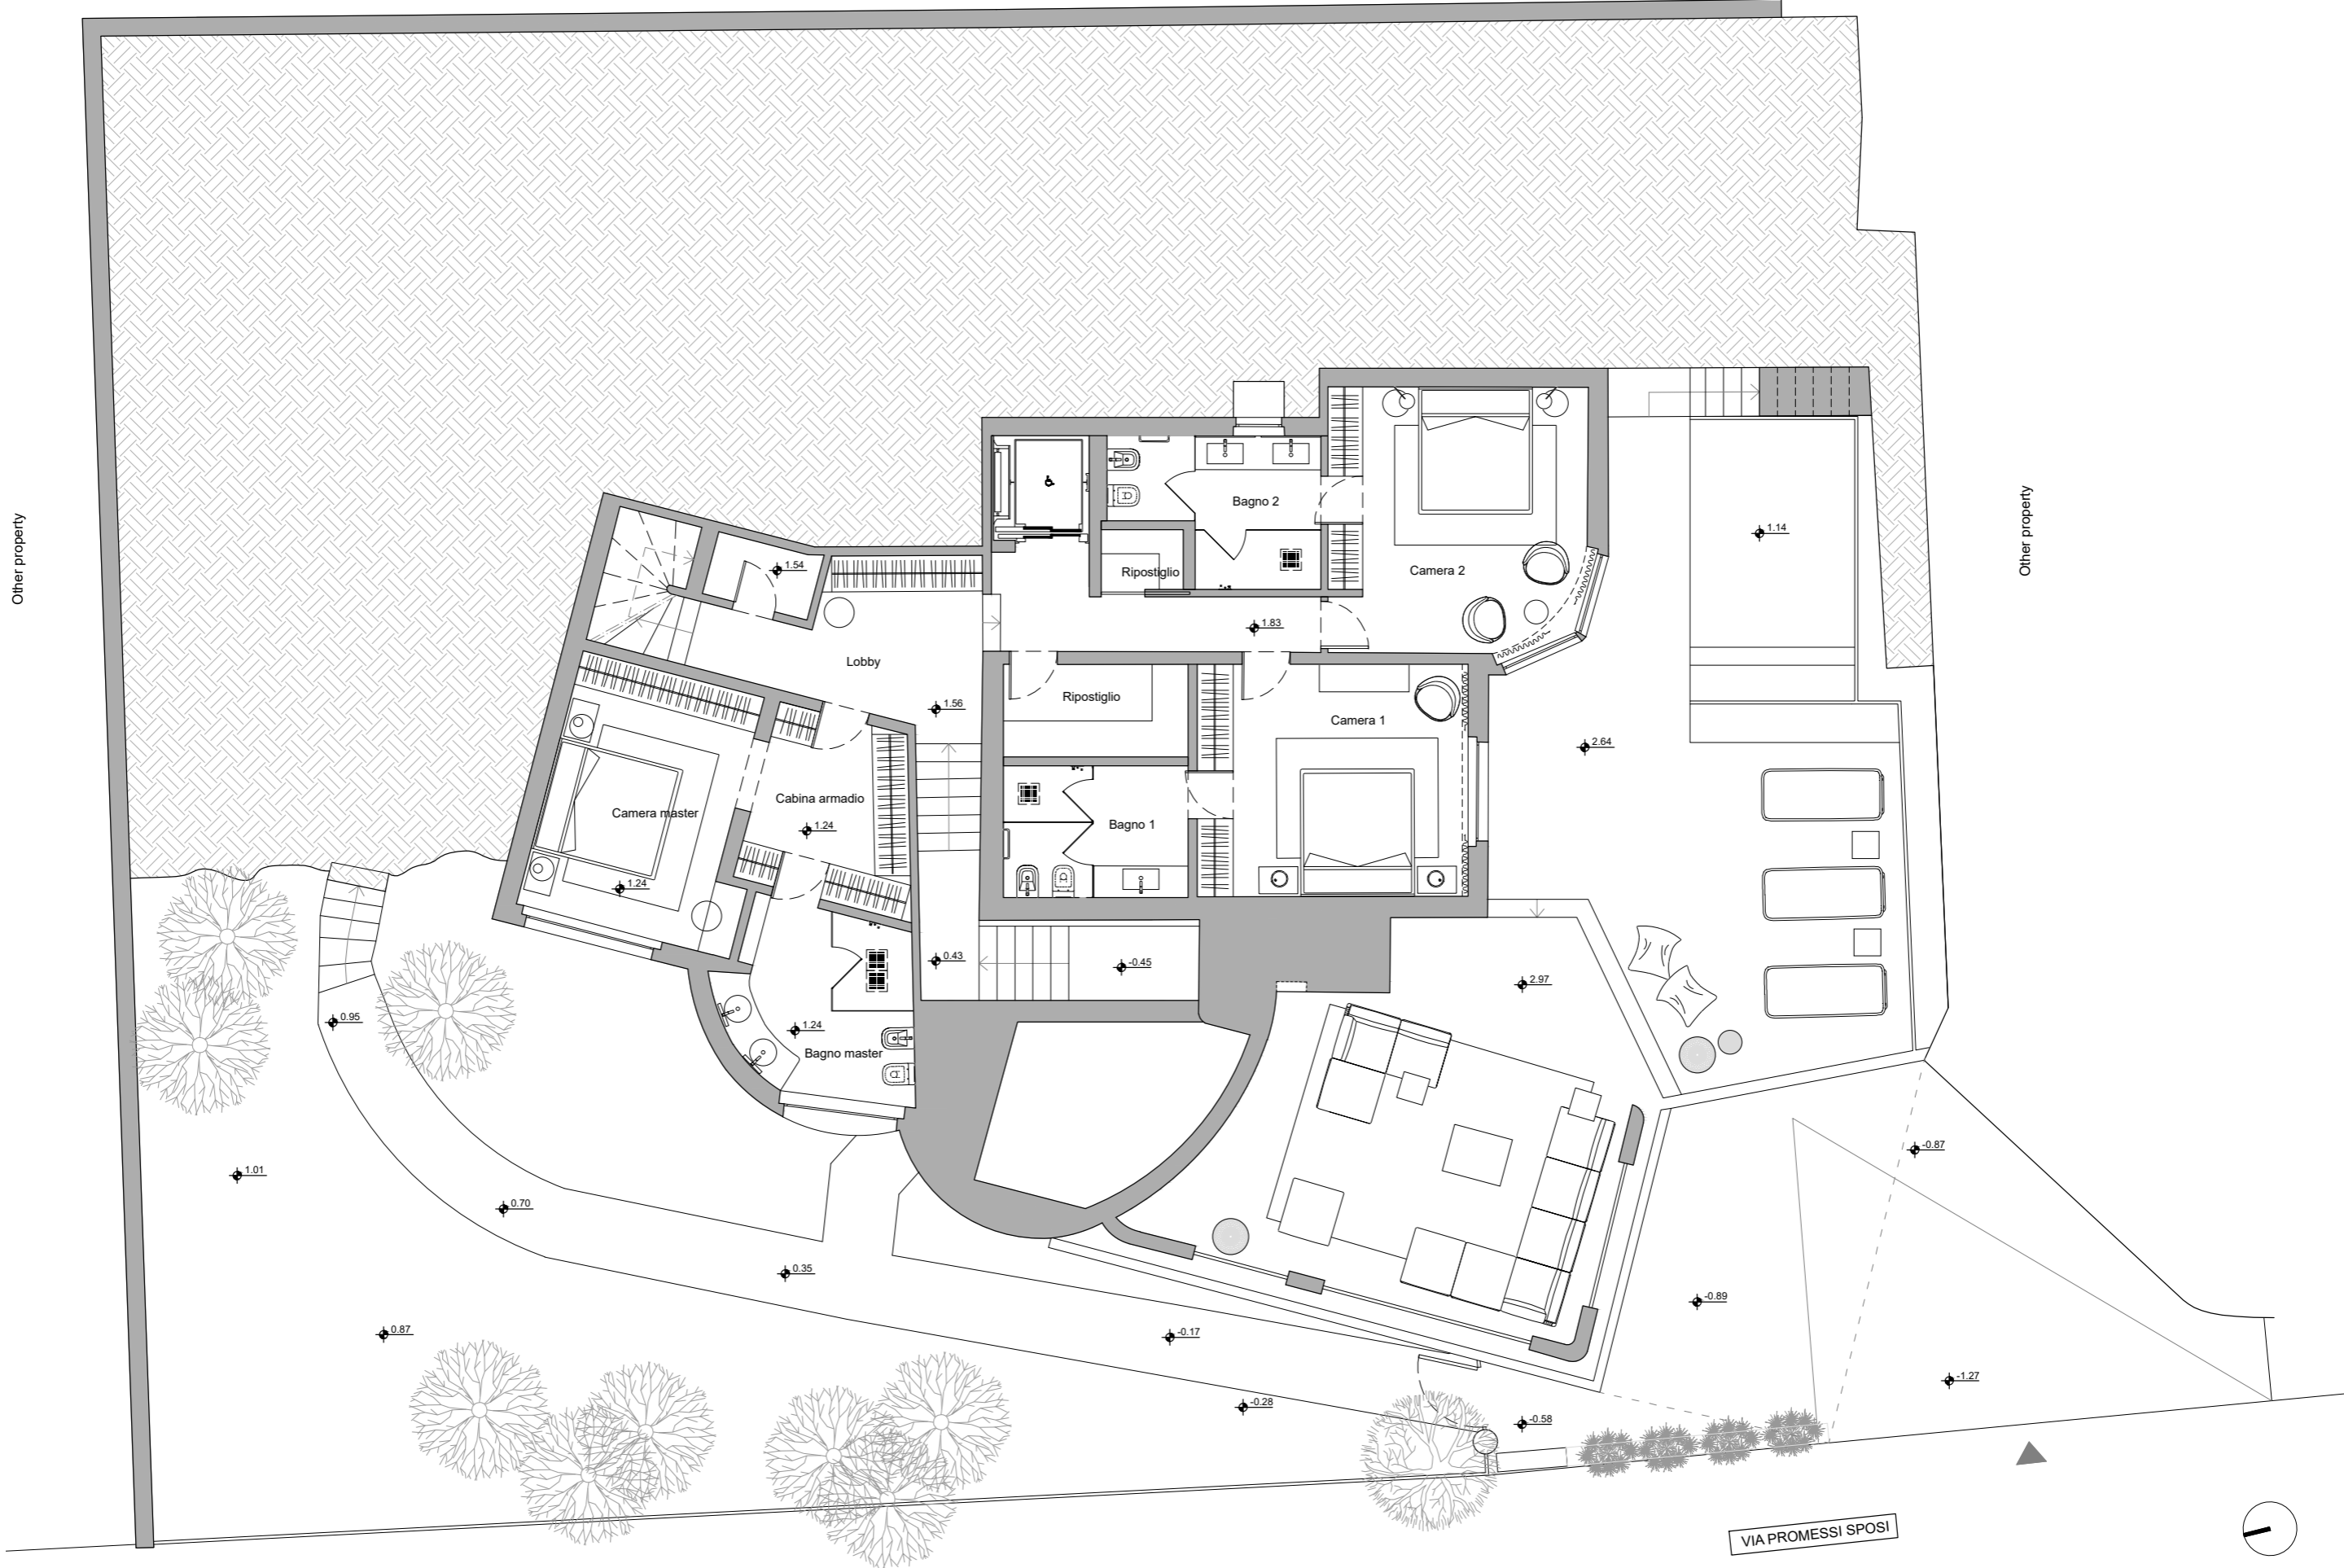 Other property
Other property
Bagno 2
1.14
1.54
Ripostiglio
Camera 2
1.83
Lobby
Ripostiglio
1.56
Camera 1
2.64
Cabina armadio
Camera master
1.24
Bagno 1
1.24
0.43
-0.45
2.97
0.95
1.24
Bagno master
-0.87
1.01
0.70
0.35
-0.89
0.87
-0.17
-1.27
-0.28
-0.58
VIA PROMESSI SPOSI